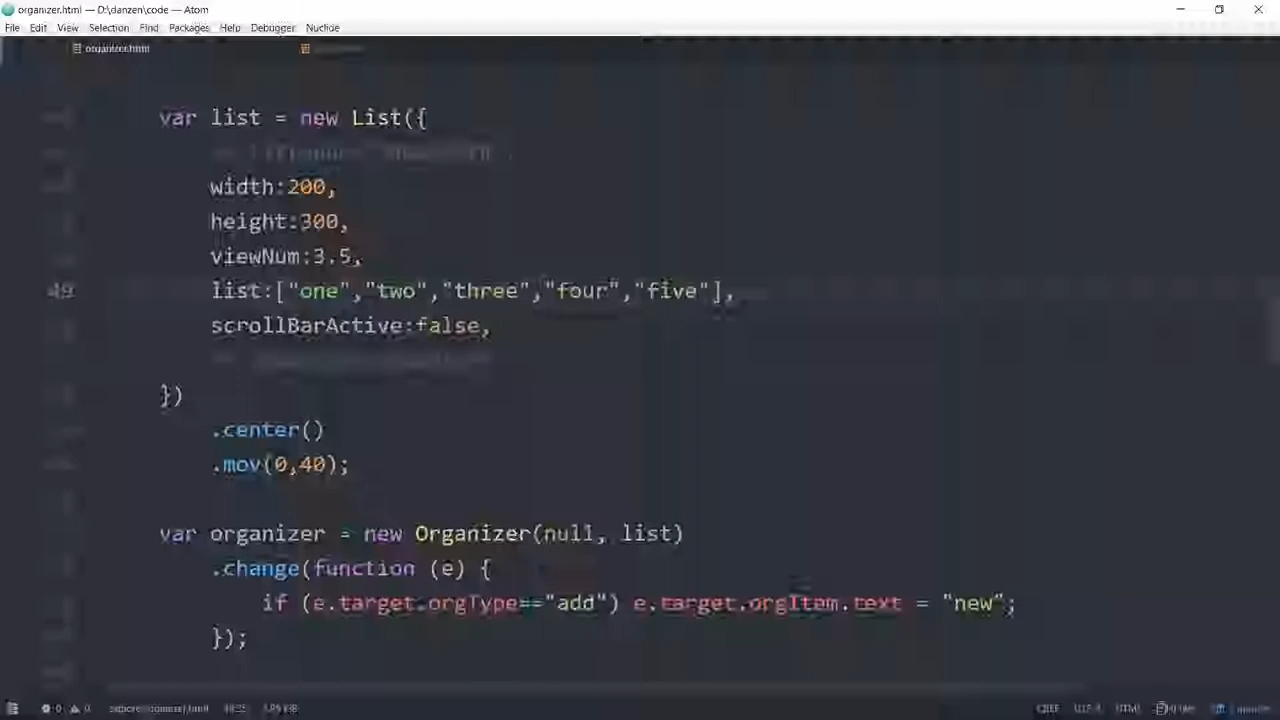 organizer.html — D:\danzen\code — Atom
File Edit View Selection Find Packages Help Debugger Nuclide
organizer.html
var list = new List({
width:200,
height:300,
viewNum:3.5,
49 list:["one","two","three","four","five"],
scrollBarActive:false,
})
.center()
.mov(0,40);
var organizer = new Organizer(null, list)
.change(function (e) {
if (e.target.orgType=="add") e.target.orgItem.text = "new";
});